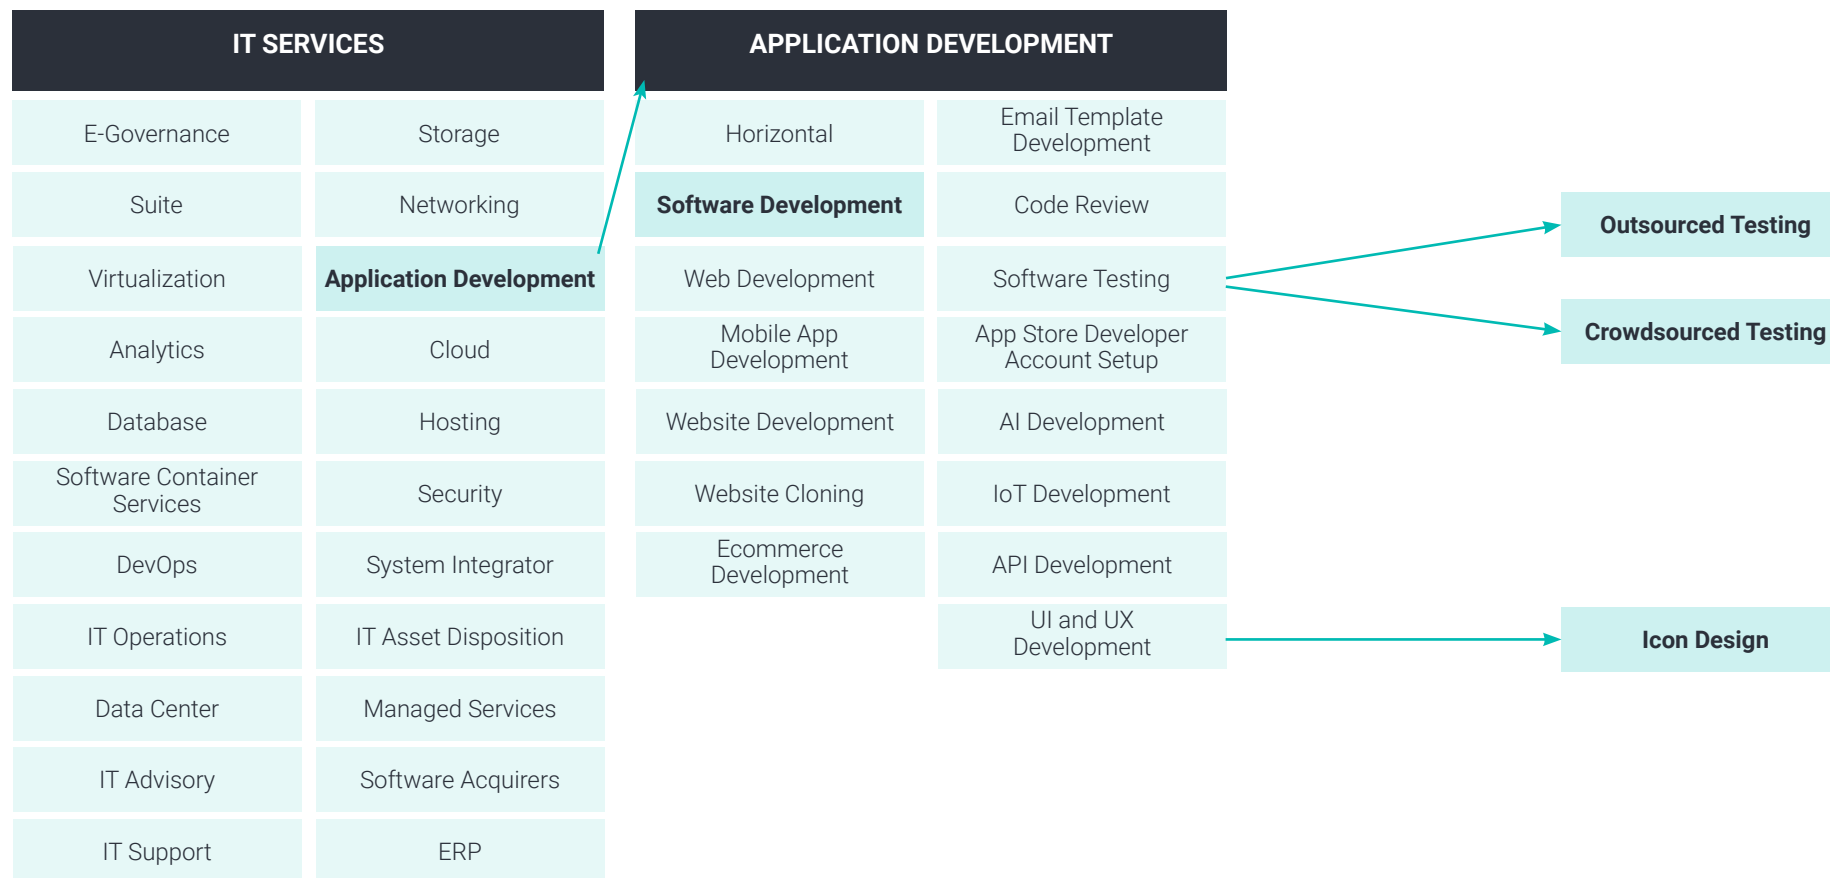 IT SERVICES
APPLICATION DEVELOPMENT
E-Governance
Storage
Suite
Networking
Virtualization
Application Development
Analytics
Cloud
Database
Hosting
Software Container
Services
Security
DevOps
System Integrator
IT Operations
IT Asset Disposition
Data Center
Managed Services
IT Advisory
Software Acquirers
IT Support
ERP
Horizontal
Email Template
Development
Software Development
Code Review
Web Development
Software Testing
Mobile App
Development
App Store Developer
Account Setup
Website Development
AI Development
Website Cloning
IoT Development
Ecommerce
Development
API Development
UI and UX
Development
Outsourced Testing
Crowdsourced Testing
Icon Design